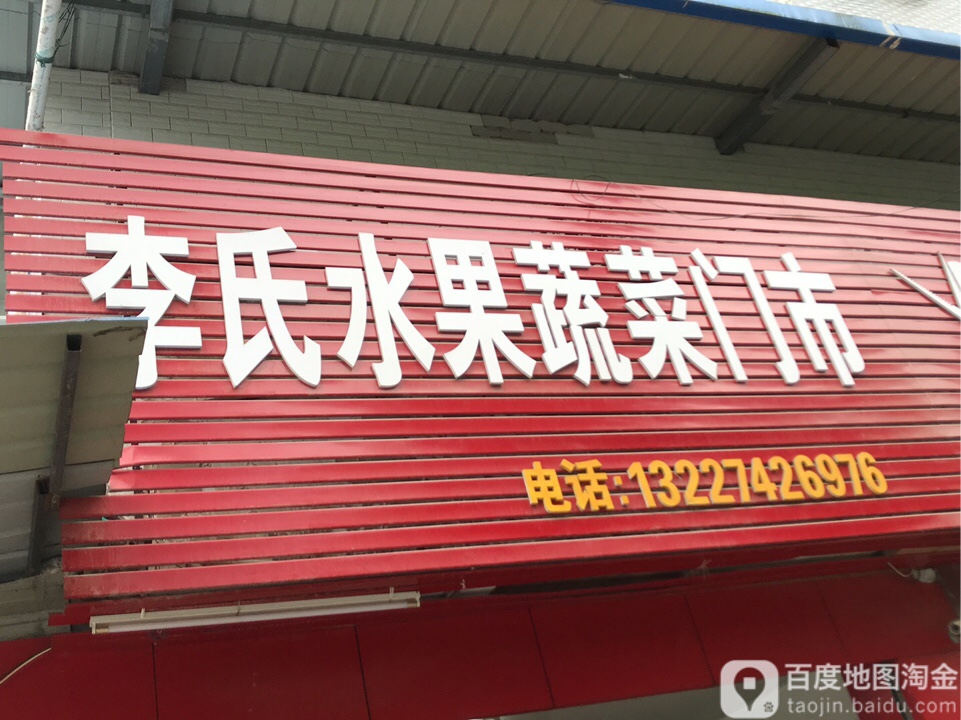 李氏水果蔬菜门市
电话:13227426976
百度地图淘金
taojin.baidu.com